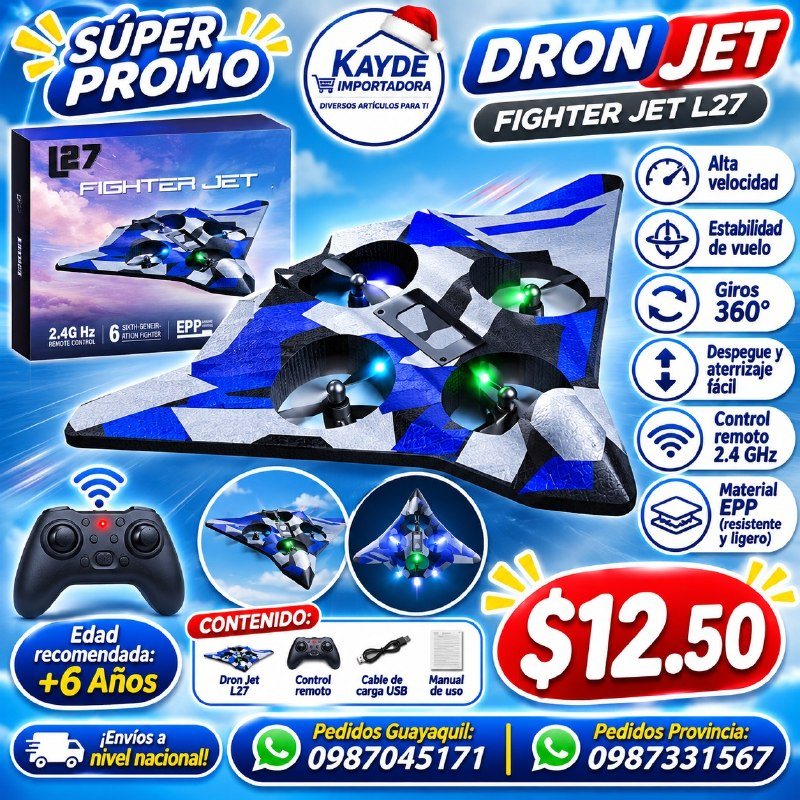 SÚPER
PROMO
KAYDE
IMPORTADORA
DIVERSOS ARTÍCULOS PARA TI
DRON JET
FIGHTER JET L27
L27
FIGHTER JET
2.4G Hz
REMOTE CONTROL
6
EPP
Alta
velocidad
Estabilidad
de vuelo
Giros
360°
Despegue y
aterrizaje
fácil
Control
remoto
2.4 GHz
Material
EPP
(resistente
y ligero)
Edad
recomendada:
+6 Años
CONTENIDO:
Dron Jet
L27
Control
remoto
Cable de
carga USB
Manual
de uso
$12.50
¡Envíos a
nivel nacional!
Pedidos Guayaquil:
0987045171
Pedidos Provincia:
0987331567